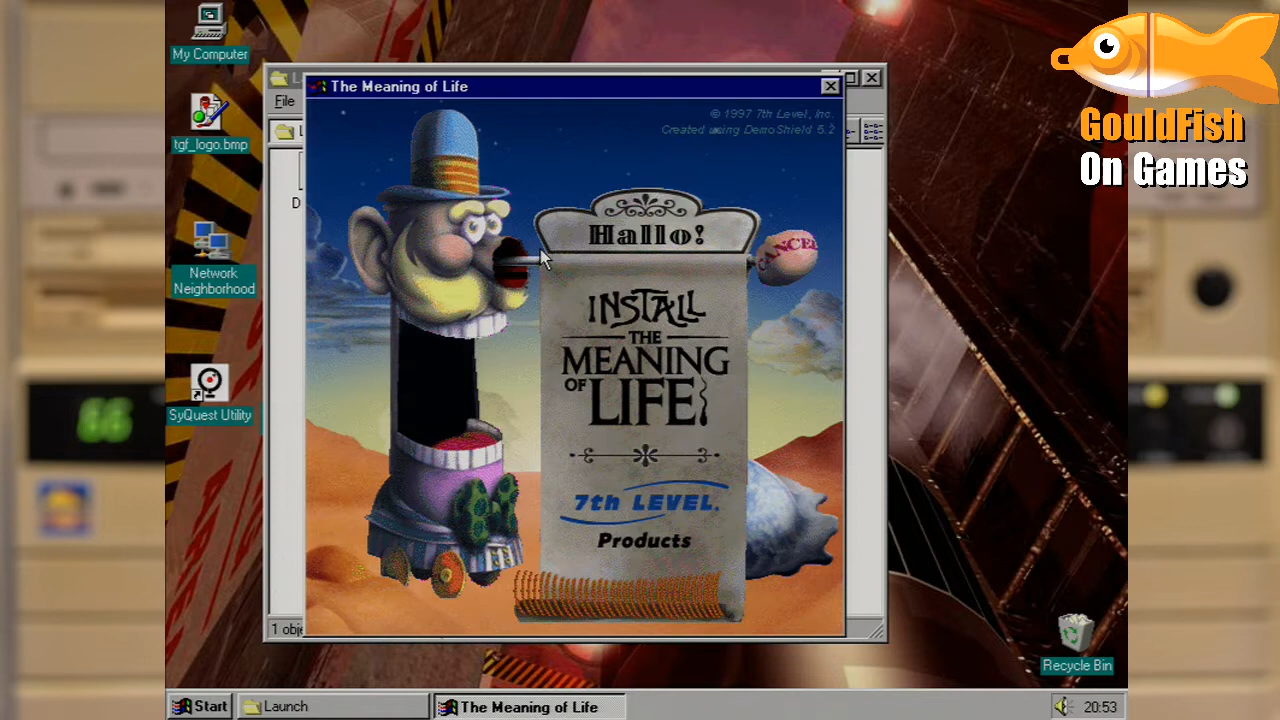 My Computer
tgf_logo.bmp
Network
Neighborhood
SyQuest Utility
Recycle Bin
L
File
L
D
1 obje
The Meaning of Life
© 1997 7th Level, Inc.
Created using DemoShield 5.2
Hallo!
CANCEL
INSTALL
THE
MEANING
OF LIFE
7th LEVEL.
Products
GouldFish
On Games
66
Start
Launch
The Meaning of Life
20:53